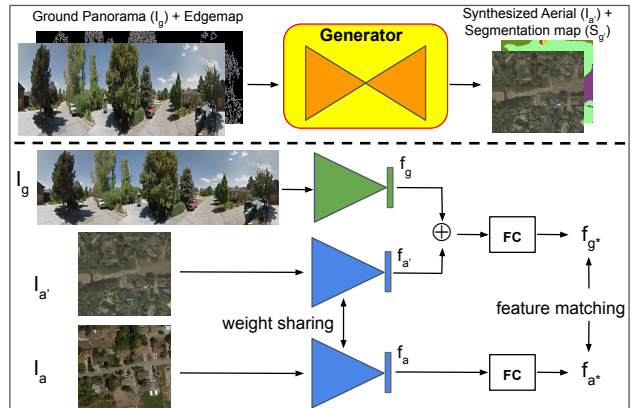 Ground Panorama (I_g) + Edgemap
Generator
Synthesized Aerial (I_a') +
Segmentation map (S_g')
I_g
f_g
FC
f_g*
I_a'
f_a'
weight sharing
feature matching
I_a
f_a
FC
f_a*